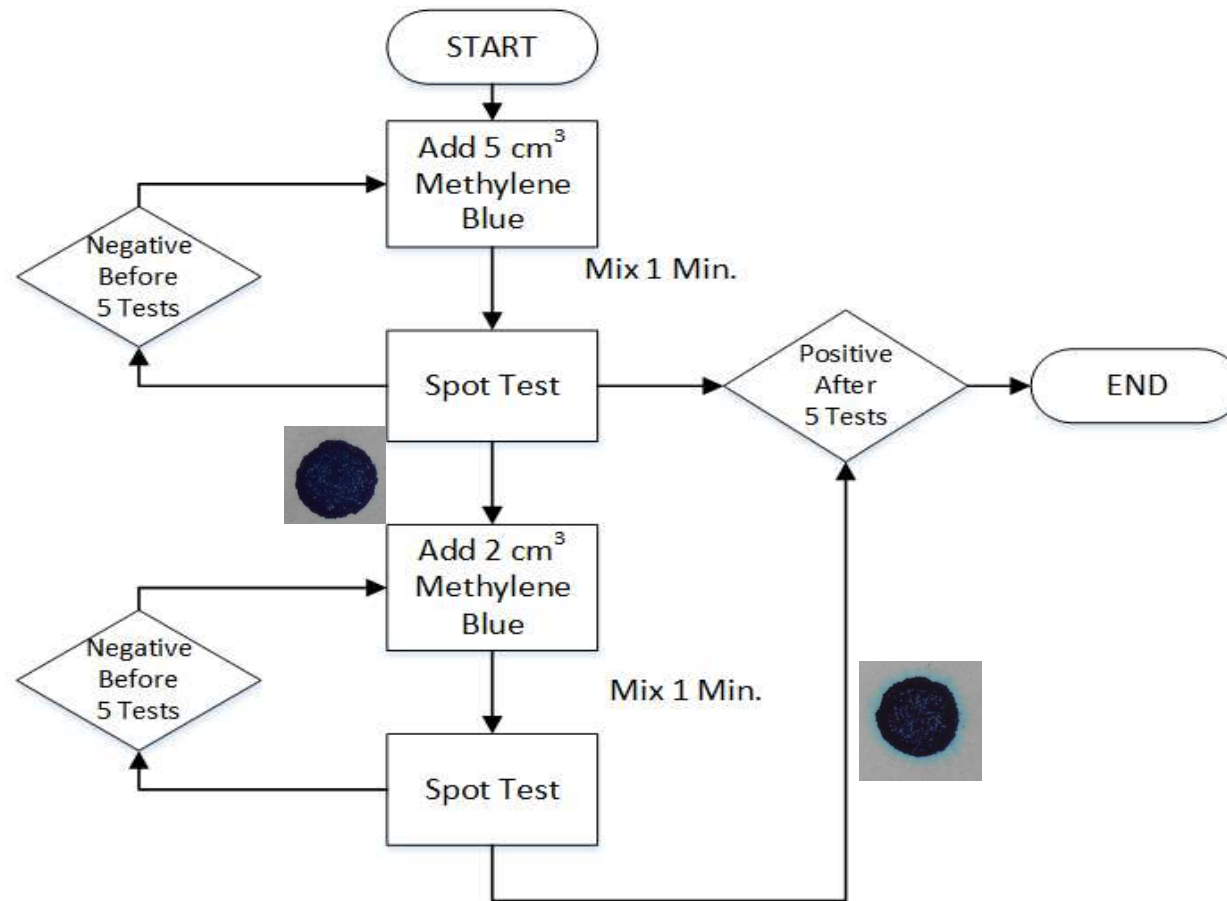 START
Add 5 cm³
Methylene
Blue
Negative
Before
5 Tests
Mix 1 Min.
Spot Test
Positive
After
5 Tests
END
Add 2 cm³
Methylene
Blue
Negative
Before
5 Tests
Mix 1 Min.
Spot Test